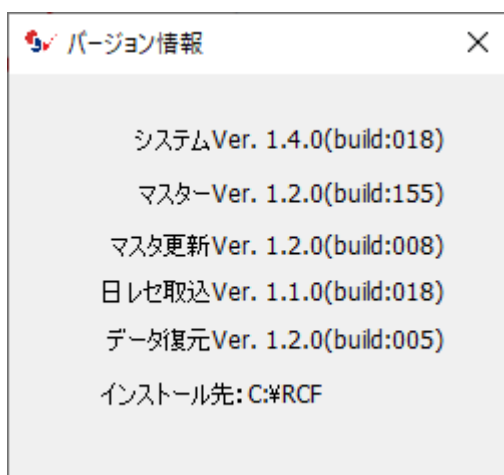 バージョン情報
システムVer. 1.4.0(build:018)
マスターVer. 1.2.0(build:155)
マスタ更新Ver. 1.2.0(build:008)
日レセ取込Ver. 1.1.0(build:018)
データ復元Ver. 1.2.0(build:005)
インストール先: C:¥RCF